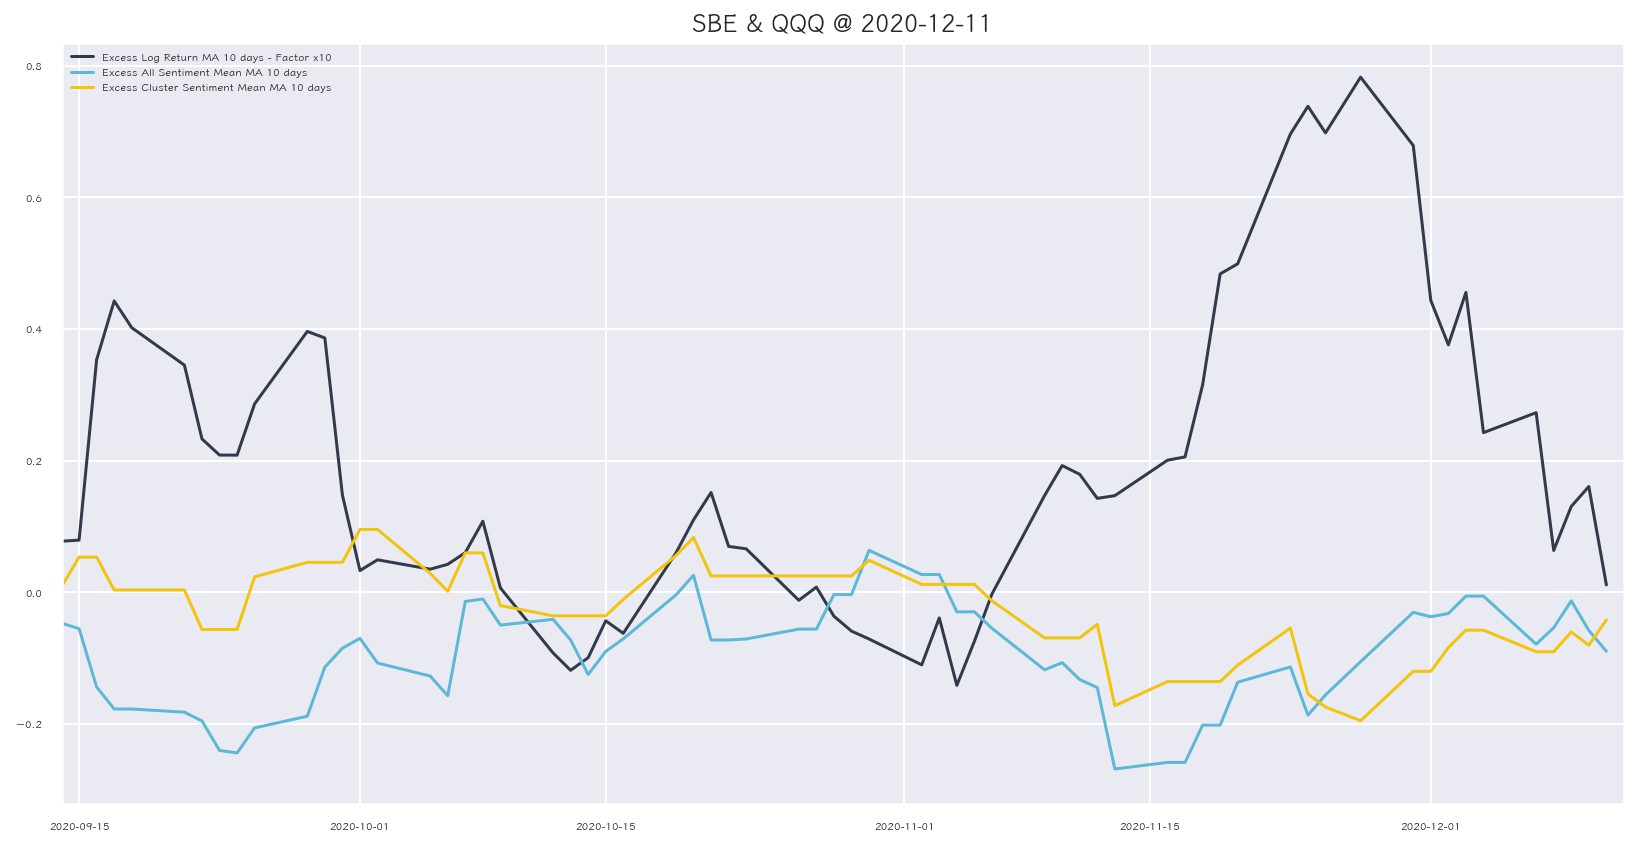 SBE & QQQ @ 2020-12-11
Excess Log Return MA 10 days - Factor x10
Excess All Sentiment Mean MA 10 days
Excess Cluster Sentiment Mean MA 10 days
0.8
0.6
0.4
0.2
0.0
−0.2
2020-09-15 2020-10-01 2020-10-15 2020-11-01 2020-11-15 2020-12-01